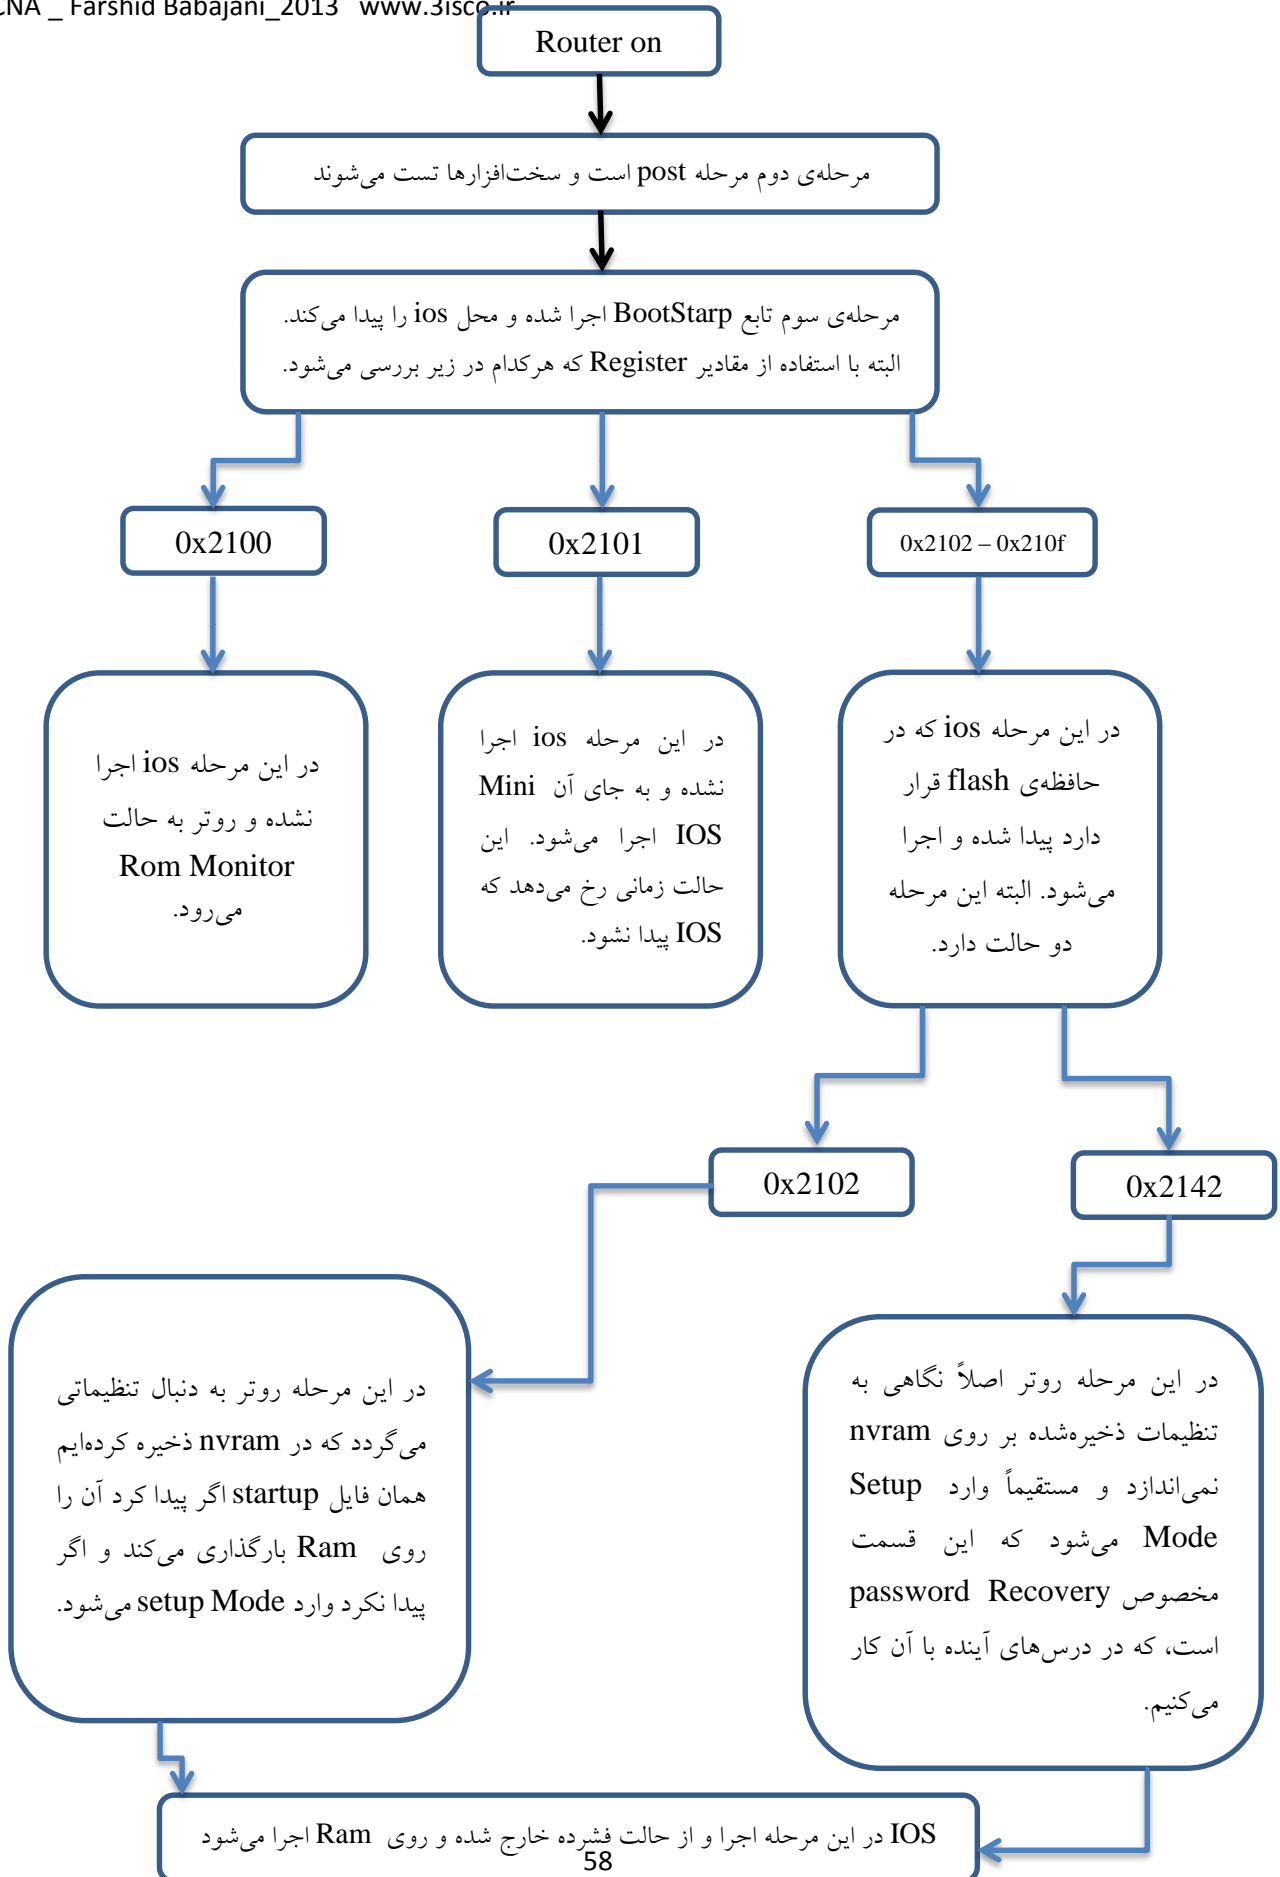 CNA _ Farshid Babajani_2013 www.3isco.ir
Router on
مرحله‌ی دوم مرحله post است و سخت‌افزارها تست می‌شوند
مرحله‌ی سوم تابع BootStarp اجرا شده و محل ios را پیدا می‌کند.
البته با استفاده از مقادیر Register که هرکدام در زیر بررسی می‌شود.
0x2100
0x2101
0x2102 – 0x210f
در این مرحله ios اجرا
نشده و روتر به حالت
Rom Monitor
می‌رود.
در این مرحله ios اجرا
نشده و به جای آن Mini
IOS اجرا می‌شود. این
حالت زمانی رخ می‌دهد که
IOS پیدا نشود.
در این مرحله ios که در
حافظه‌ی flash قرار
دارد پیدا شده و اجرا
می‌شود. البته این مرحله
دو حالت دارد.
0x2102
0x2142
در این مرحله روتر به دنبال تنظیماتی
می‌گردد که در nvram ذخیره کرده‌ایم
همان فایل startup اگر پیدا کرد آن را
روی Ram بارگذاری می‌کند و اگر
پیدا نکرد وارد setup Mode می‌شود.
در این مرحله روتر اصلاً نگاهی به
تنظیمات ذخیره‌شده بر روی nvram
نمی‌اندازد و مستقیماً وارد Setup
Mode می‌شود که این قسمت
مخصوص password Recovery
است، که در درس‌های آینده با آن کار
می‌کنیم.
IOS در این مرحله اجرا و از حالت فشرده خارج شده و روی Ram اجرا می‌شود
58